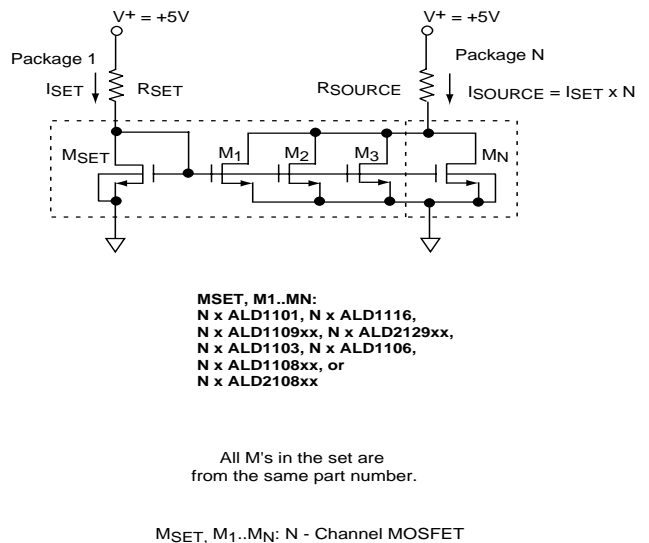 V+ = +5V V+ = +5V
Package 1 Package N
ISET RSET RSOURCE ISOURCE = ISET x N
MSET M1 M2 M3 MN
MSET, M1..MN:
N x ALD1101, N x ALD1116,
N x ALD1109xx, N x ALD2129xx,
N x ALD1103, N x ALD1106,
N x ALD1108xx, or
N x ALD2108xx
All M's in the set are
from the same part number.
MSET, M1..MN: N - Channel MOSFET